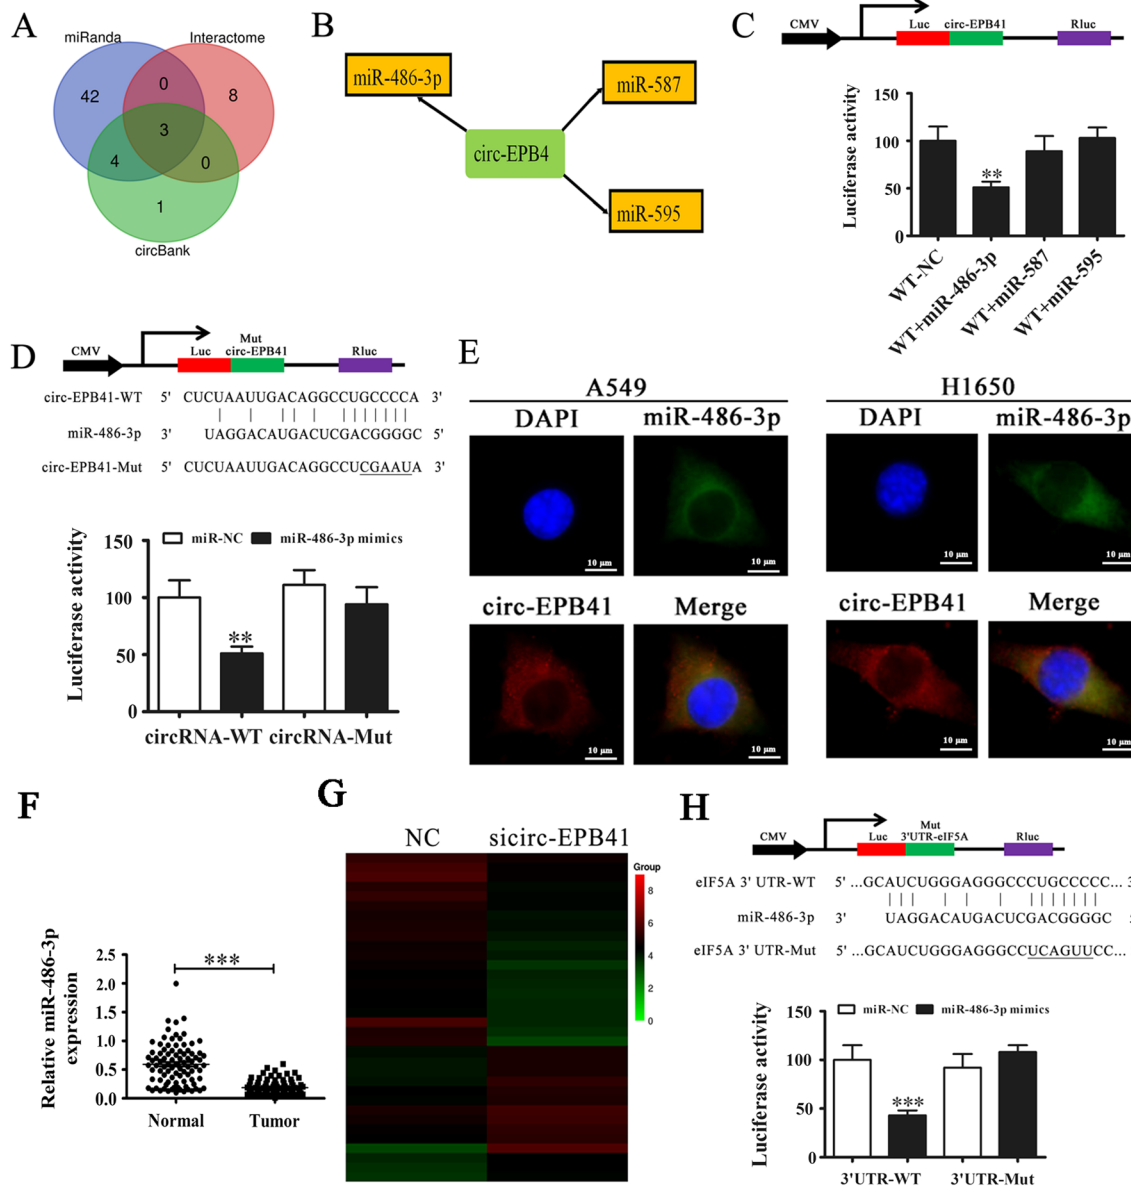 A
miRanda
Interactome
42
0
8
3
4
0
1
circBank
B
miR-486-3p
miR-587
circ-EPB4
miR-595
C
CMV
Luc
circ-EPB41
Rluc
Luciferase activity
150
100
50
0
**
WT-NC
WT+miR-486-3p
WT+miR-587
WT+miR-595
D
CMV
Luc
Mut
circ-EPB41
Rluc
circ-EPB41-WT 5' CUCUAAUUGACAGGCCUGCCCCA 3'
miR-486-3p 3' UAGGACAUGACUCGACGGGGC 5'
circ-EPB41-Mut 5' CUCUAAUUGACAGGCCUCGAAUA 3'
Luciferase activity
150
100
50
0
miR-NC
miR-486-3p mimics
**
circRNA-WT
circRNA-Mut
E
A549
H1650
DAPI
miR-486-3p
DAPI
miR-486-3p
10 μm
10 μm
10 μm
10 μm
circ-EPB41
Merge
circ-EPB41
Merge
10 μm
10 μm
10 μm
10 μm
F
Relative miR-486-3p
expression
2.5
2.0
1.5
1.0
0.5
0.0
***
Normal
Tumor
G
NC
sicirc-EPB41
Group
8
6
4
2
0
H
CMV
Luc
Mut
3'UTR-eIF5A
Rluc
eIF5A 3' UTR-WT 5' ...GCAUCUGGGAGGGCCCUGCCCCC... 3
miR-486-3p 3' UAGGACAUGACUCGACGGGGC
eIF5A 3' UTR-Mut 5' ...GCAUCUGGGAGGGCCUCAGUUCC...
Luciferase activity
150
100
50
0
miR-NC
miR-486-3p mimics
***
3'UTR-WT
3'UTR-Mut